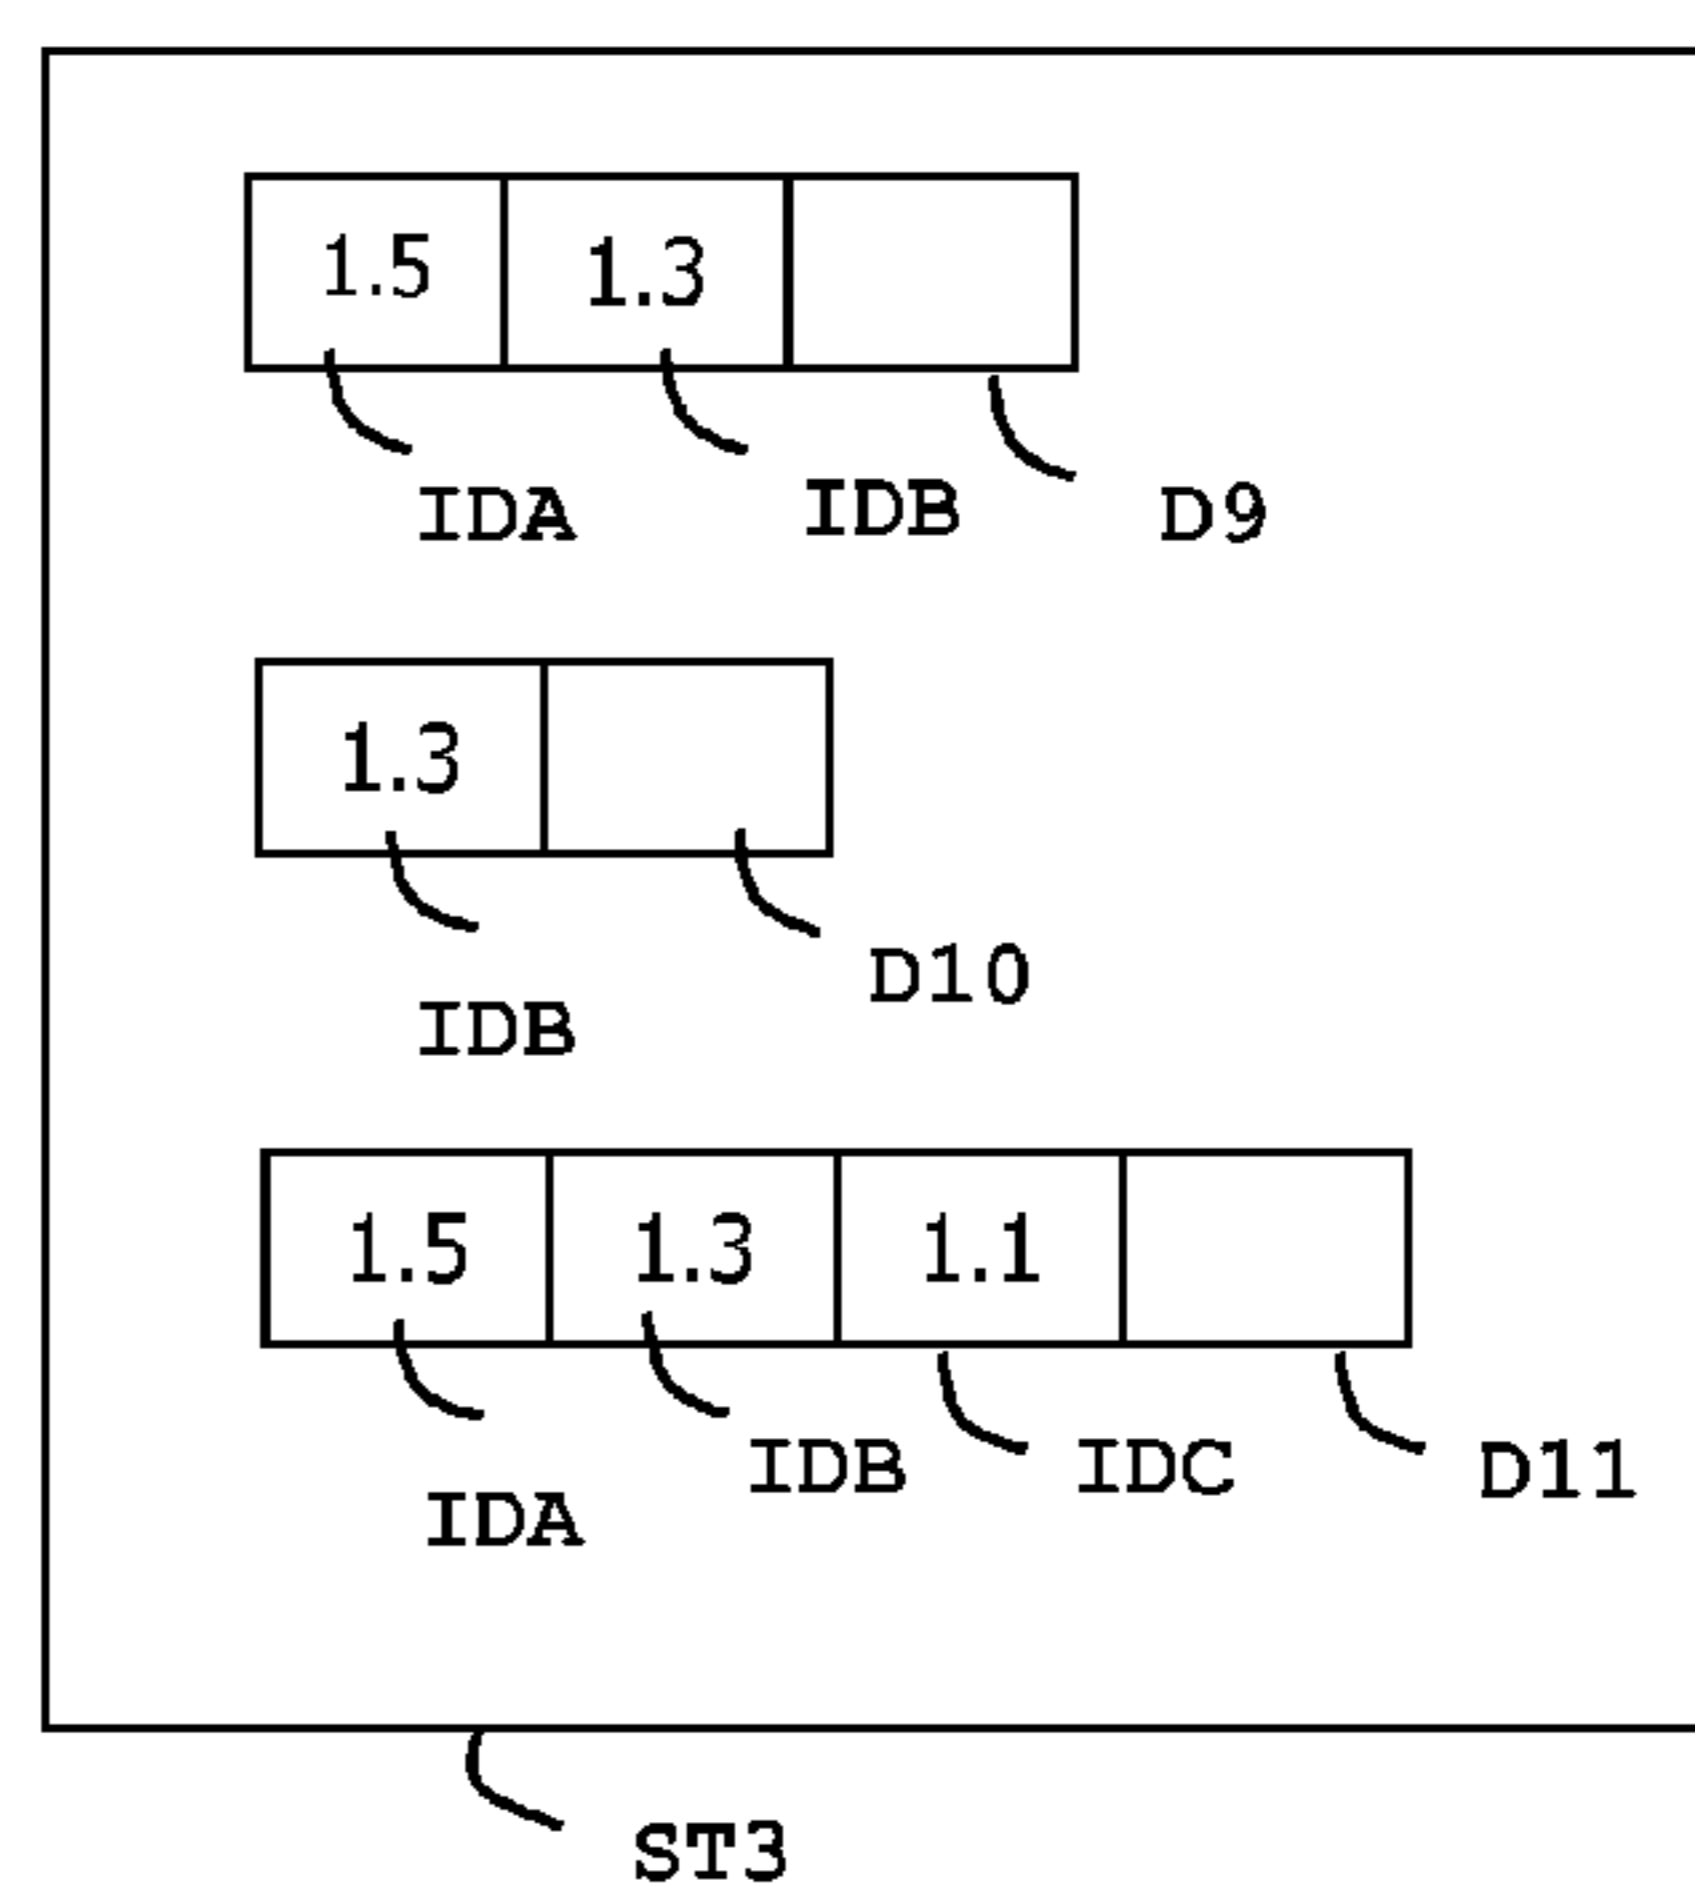 1.5 1.3
IDA IDB D9
1.3
D10
IDB
1.5 1.3 1.1
IDB IDC D11
IDA
ST3